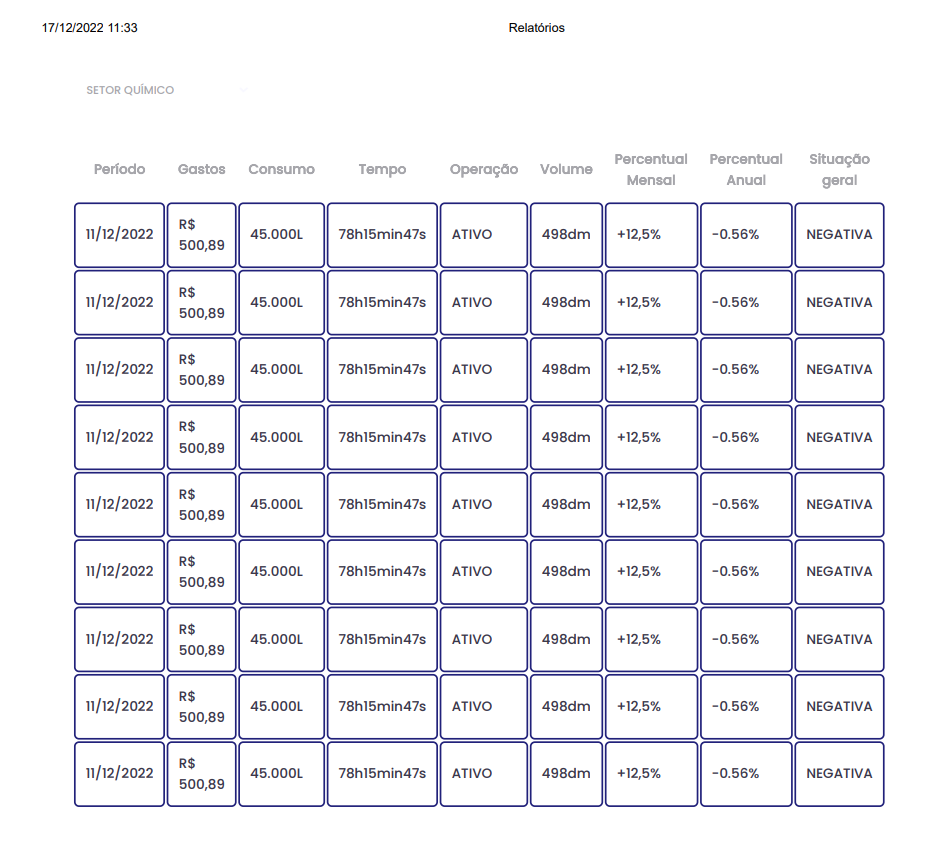 17/12/2022 11:33 Relatórios
SETOR QUÍMICO
Período Gastos Consumo Tempo Operação Volume Percentual Mensal Percentual Anual Situação geral
11/12/2022 R$ 500,89 45.000L 78h15min47s ATIVO 498dm +12,5% -0.56% NEGATIVA
11/12/2022 R$ 500,89 45.000L 78h15min47s ATIVO 498dm +12,5% -0.56% NEGATIVA
11/12/2022 R$ 500,89 45.000L 78h15min47s ATIVO 498dm +12,5% -0.56% NEGATIVA
11/12/2022 R$ 500,89 45.000L 78h15min47s ATIVO 498dm +12,5% -0.56% NEGATIVA
11/12/2022 R$ 500,89 45.000L 78h15min47s ATIVO 498dm +12,5% -0.56% NEGATIVA
11/12/2022 R$ 500,89 45.000L 78h15min47s ATIVO 498dm +12,5% -0.56% NEGATIVA
11/12/2022 R$ 500,89 45.000L 78h15min47s ATIVO 498dm +12,5% -0.56% NEGATIVA
11/12/2022 R$ 500,89 45.000L 78h15min47s ATIVO 498dm +12,5% -0.56% NEGATIVA
11/12/2022 R$ 500,89 45.000L 78h15min47s ATIVO 498dm +12,5% -0.56% NEGATIVA